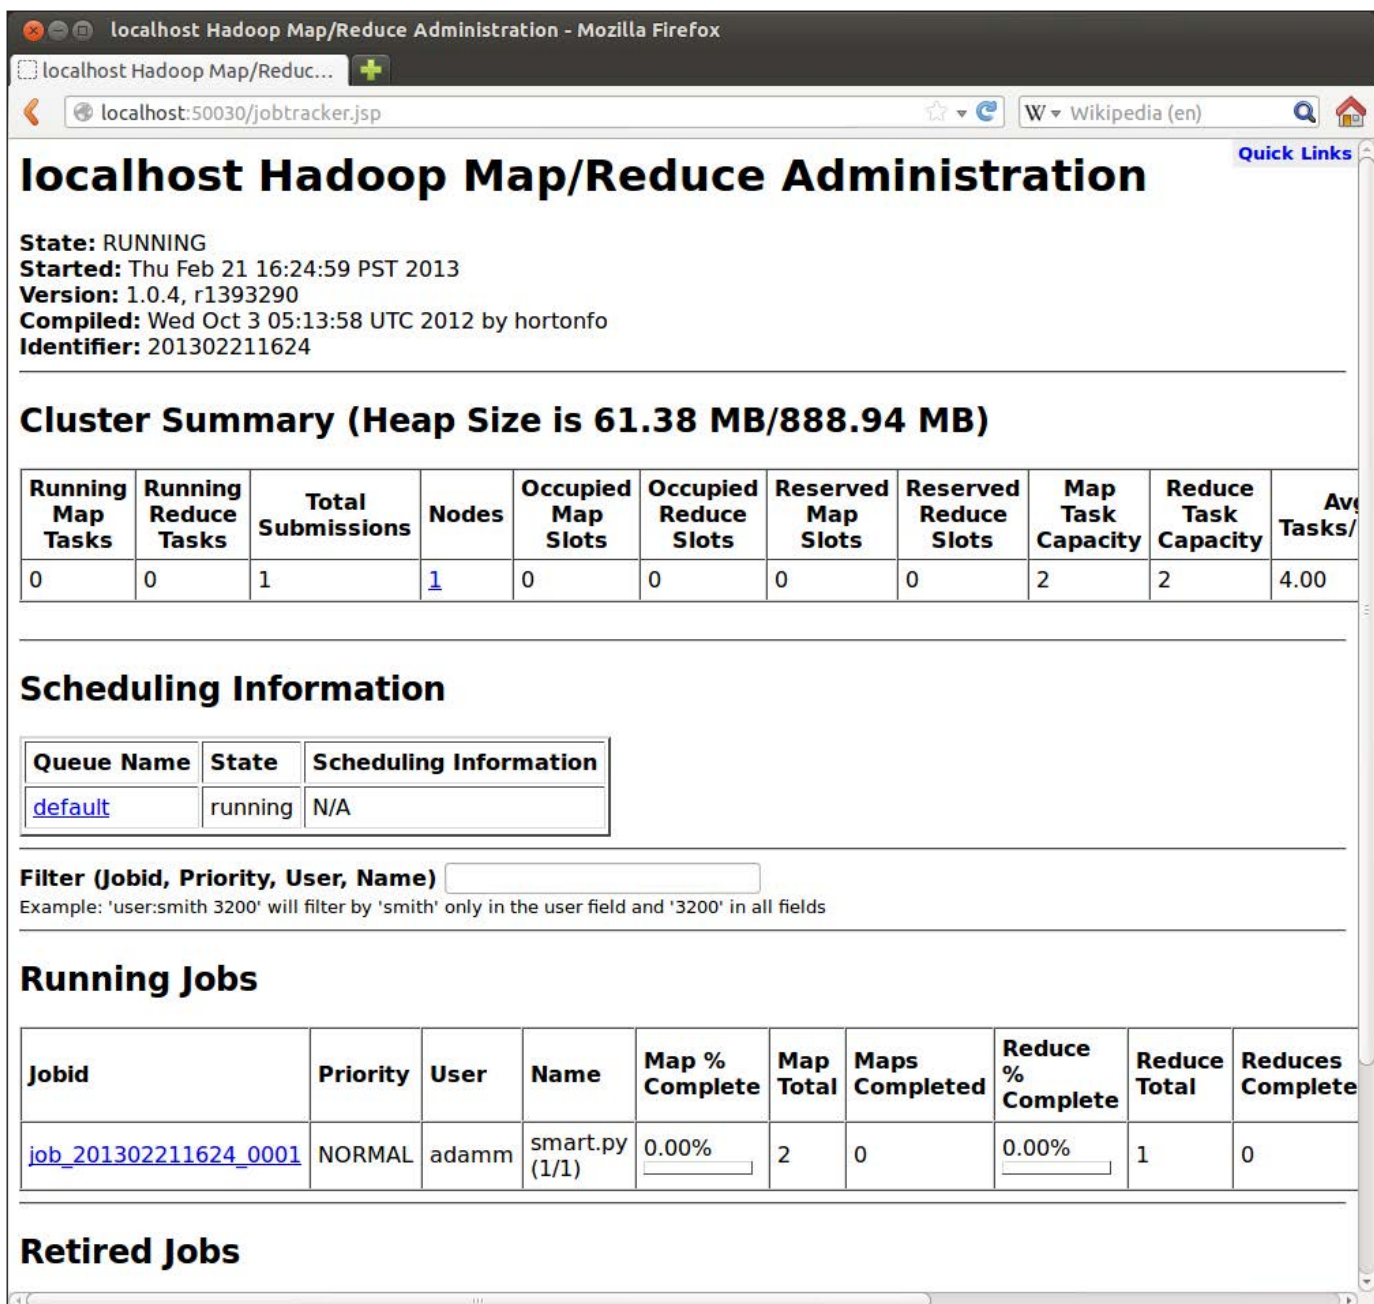 localhost Hadoop Map/Reduce Administration - Mozilla Firefox
localhost Hadoop Map/Reduc...
localhost:50030/jobtracker.jsp
W Wikipedia (en)
Quick Links
localhost Hadoop Map/Reduce Administration
State: RUNNING
Started: Thu Feb 21 16:24:59 PST 2013
Version: 1.0.4, r1393290
Compiled: Wed Oct 3 05:13:58 UTC 2012 by hortonfo
Identifier: 201302211624
Cluster Summary (Heap Size is 61.38 MB/888.94 MB)
Running Map Tasks Running Reduce Tasks Total Submissions Nodes Occupied Map Slots Occupied Reduce Slots Reserved Map Slots Reserved Reduce Slots Map Task Capacity Reduce Task Capacity Tasks/
0 0 1 1 0 0 0 0 2 2 4.00
Scheduling Information
Queue Name State Scheduling Information
default running N/A
Filter (Jobid, Priority, User, Name)
Example: 'user:smith 3200' will filter by 'smith' only in the user field and '3200' in all fields
Running Jobs
Jobid Priority User Name Map % Complete Map Total Maps Completed Reduce % Complete Reduce Total Reduces Complete
job_201302211624_0001 NORMAL adamm smart.py (1/1) 0.00% 2 0 0.00% 1 0
Retired Jobs